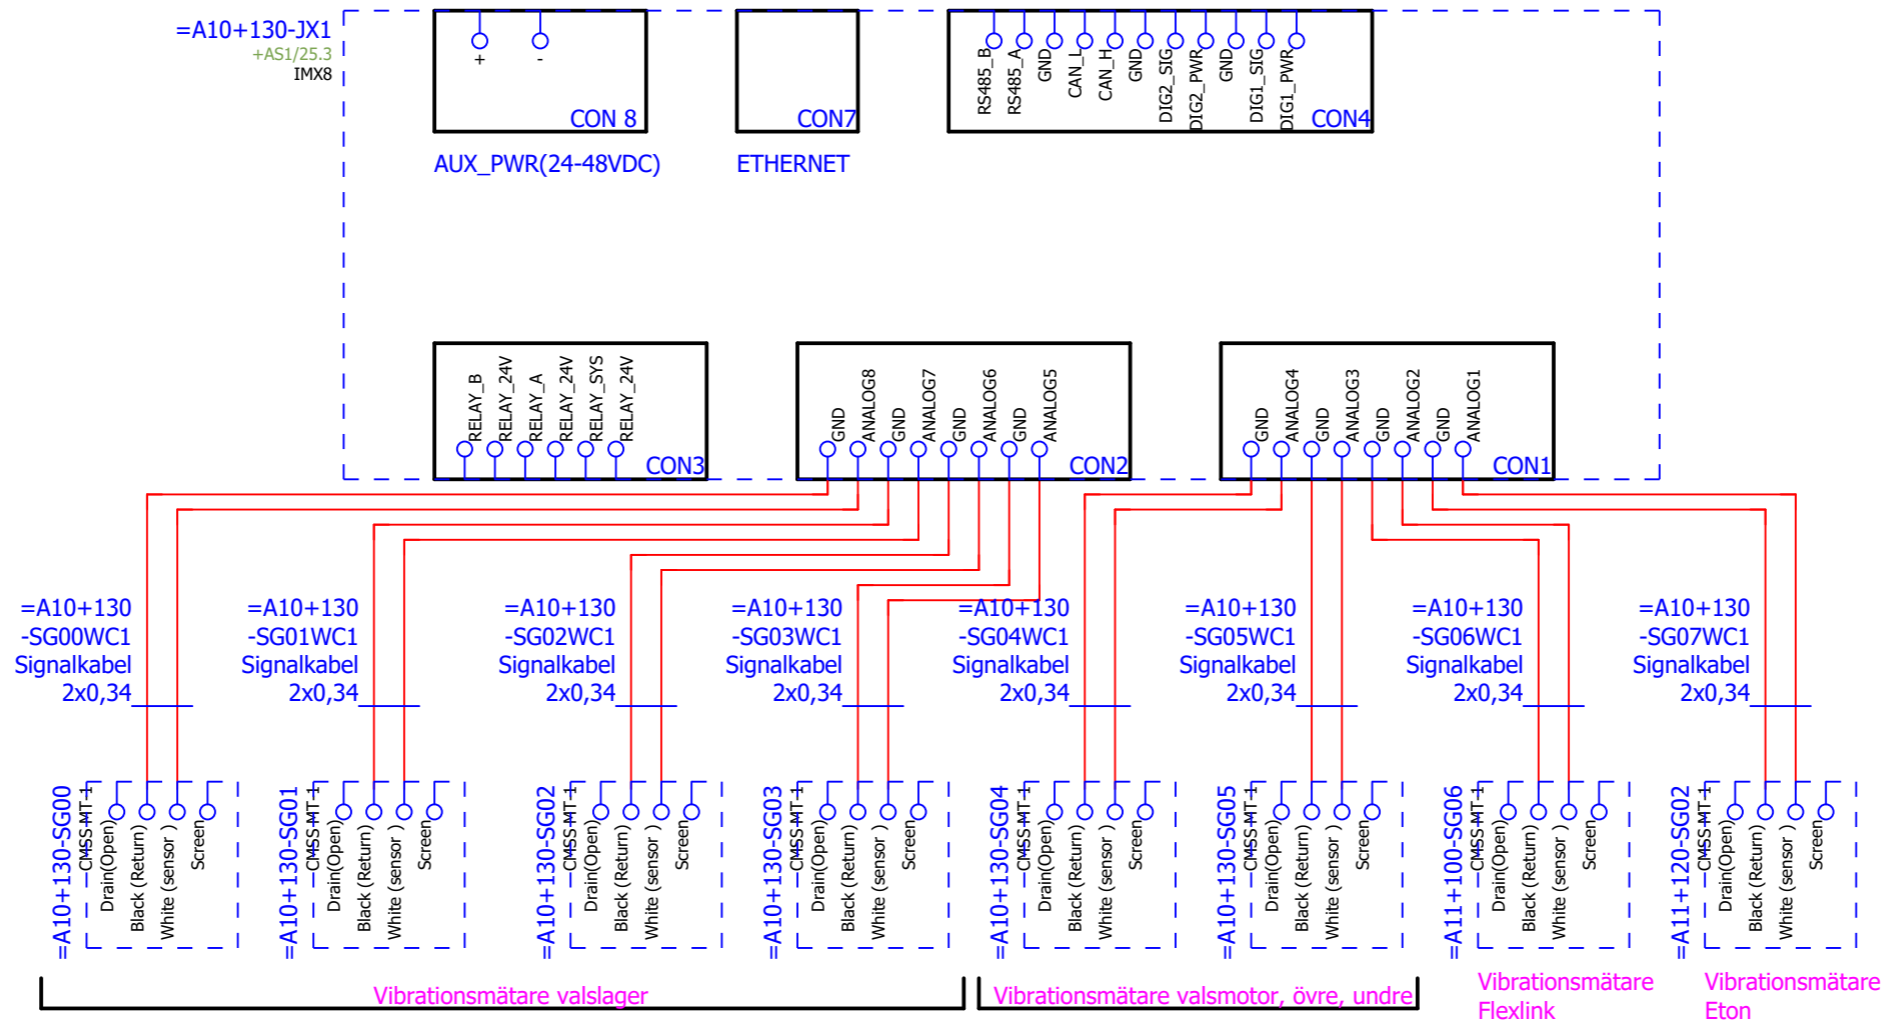 =A10+130-JX1
+AS1/25.3
IMX8
+
-
CON 8
AUX_PWR(24-48VDC)
CON7
ETHERNET
RS485_B
RS485_A
GND
CAN_L
CAN_H
GND
DIG2_SIG
DIG2_PWR
GND
DIG1_SIG
DIG1_PWR
CON4
RELAY_B
RELAY_24V
RELAY_A
RELAY_24V
RELAY_SYS
RELAY_24V
CON3
GND
ANALOG8
GND
ANALOG7
GND
ANALOG6
GND
ANALOG5
CON2
GND
ANALOG4
GND
ANALOG3
GND
ANALOG2
GND
ANALOG1
CON1
=A10+130
-SG00WC1
Signalkabel
2x0,34
=A10+130
-SG01WC1
Signalkabel
2x0,34
=A10+130
-SG02WC1
Signalkabel
2x0,34
=A10+130
-SG03WC1
Signalkabel
2x0,34
=A10+130
-SG04WC1
Signalkabel
2x0,34
=A10+130
-SG05WC1
Signalkabel
2x0,34
=A10+130
-SG06WC1
Signalkabel
2x0,34
=A10+130
-SG07WC1
Signalkabel
2x0,34
=A10+130-SG00
CMSS-MT-1
Drain(Open)
Black (Return)
White (sensor )
Screen
=A10+130-SG01
CMSS-MT-1
Drain(Open)
Black (Return)
White (sensor )
Screen
=A10+130-SG02
CMSS-MT-1
Drain(Open)
Black (Return)
White (sensor )
Screen
=A10+130-SG03
CMSS-MT-1
Drain(Open)
Black (Return)
White (sensor )
Screen
=A10+130-SG04
CMSS-MT-1
Drain(Open)
Black (Return)
White (sensor )
Screen
=A10+130-SG05
CMSS-MT-1
Drain(Open)
Black (Return)
White (sensor )
Screen
=A11+100-SG06
CMSS-MT-1
Drain(Open)
Black (Return)
White (sensor )
Screen
=A11+120-SG02
CMSS-MT-1
Drain(Open)
Black (Return)
White (sensor )
Screen
Vibrationsmätare valslager
Vibrationsmätare valsmotor, övre, undre
Vibrationsmätare
Flexlink
Vibrationsmätare
Eton